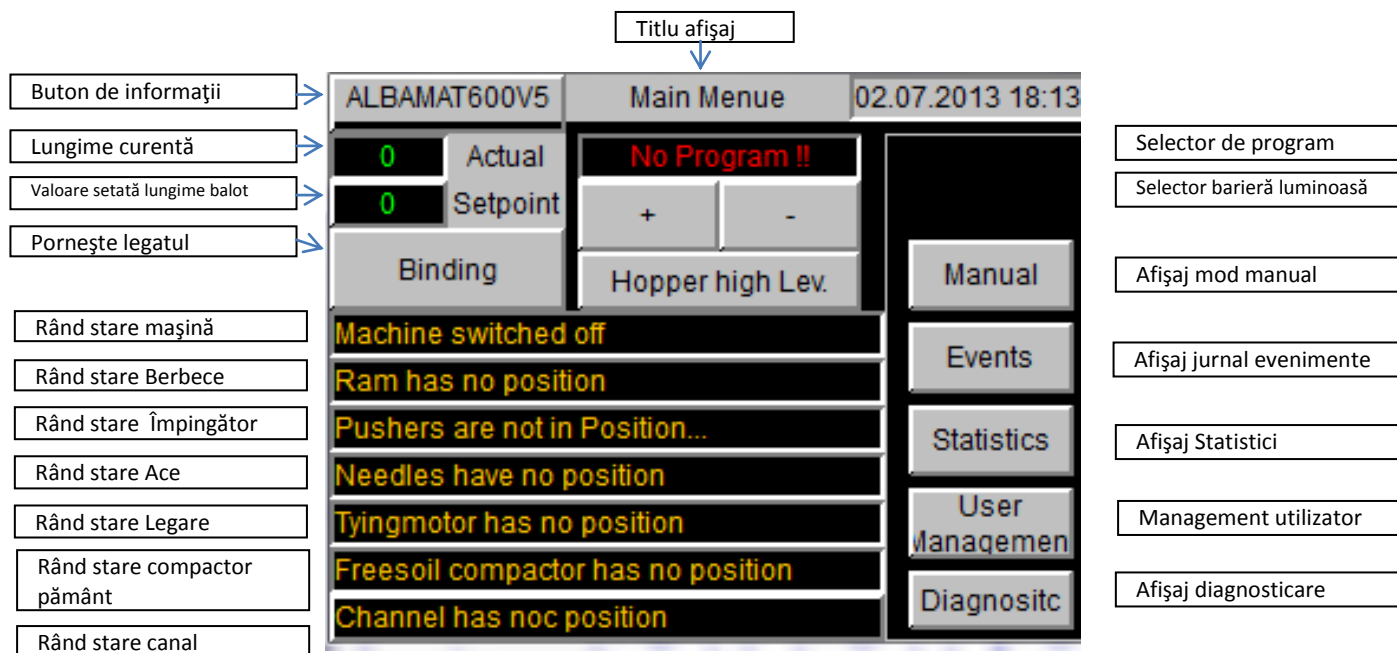 Titlu afişaj
Buton de informaţii
Lungime curentă
Valoare setată lungime balot
Porneşte legatul
Rând stare maşină
Rând stare Berbece
Rând stare Împingător
Rând stare Ace
Rând stare Legare
Rând stare compactor
pământ
Rând stare canal
ALBAMAT600V5
Main Menue
02.07.2013 18:13
0 Actual
0 Setpoint
Binding
No Program !!
+ -
Hopper high Lev.
Machine switched off
Ram has no position
Pushers are not in Position...
Needles have no position
Tyingmotor has no position
Freesoil compactor has no position
Channel has noc position
Manual
Events
Statistics
User
Managemen
Diagnositc
Selector de program
Selector barieră luminoasă
Afişaj mod manual
Afişaj jurnal evenimente
Afişaj Statistici
Management utilizator
Afişaj diagnosticare